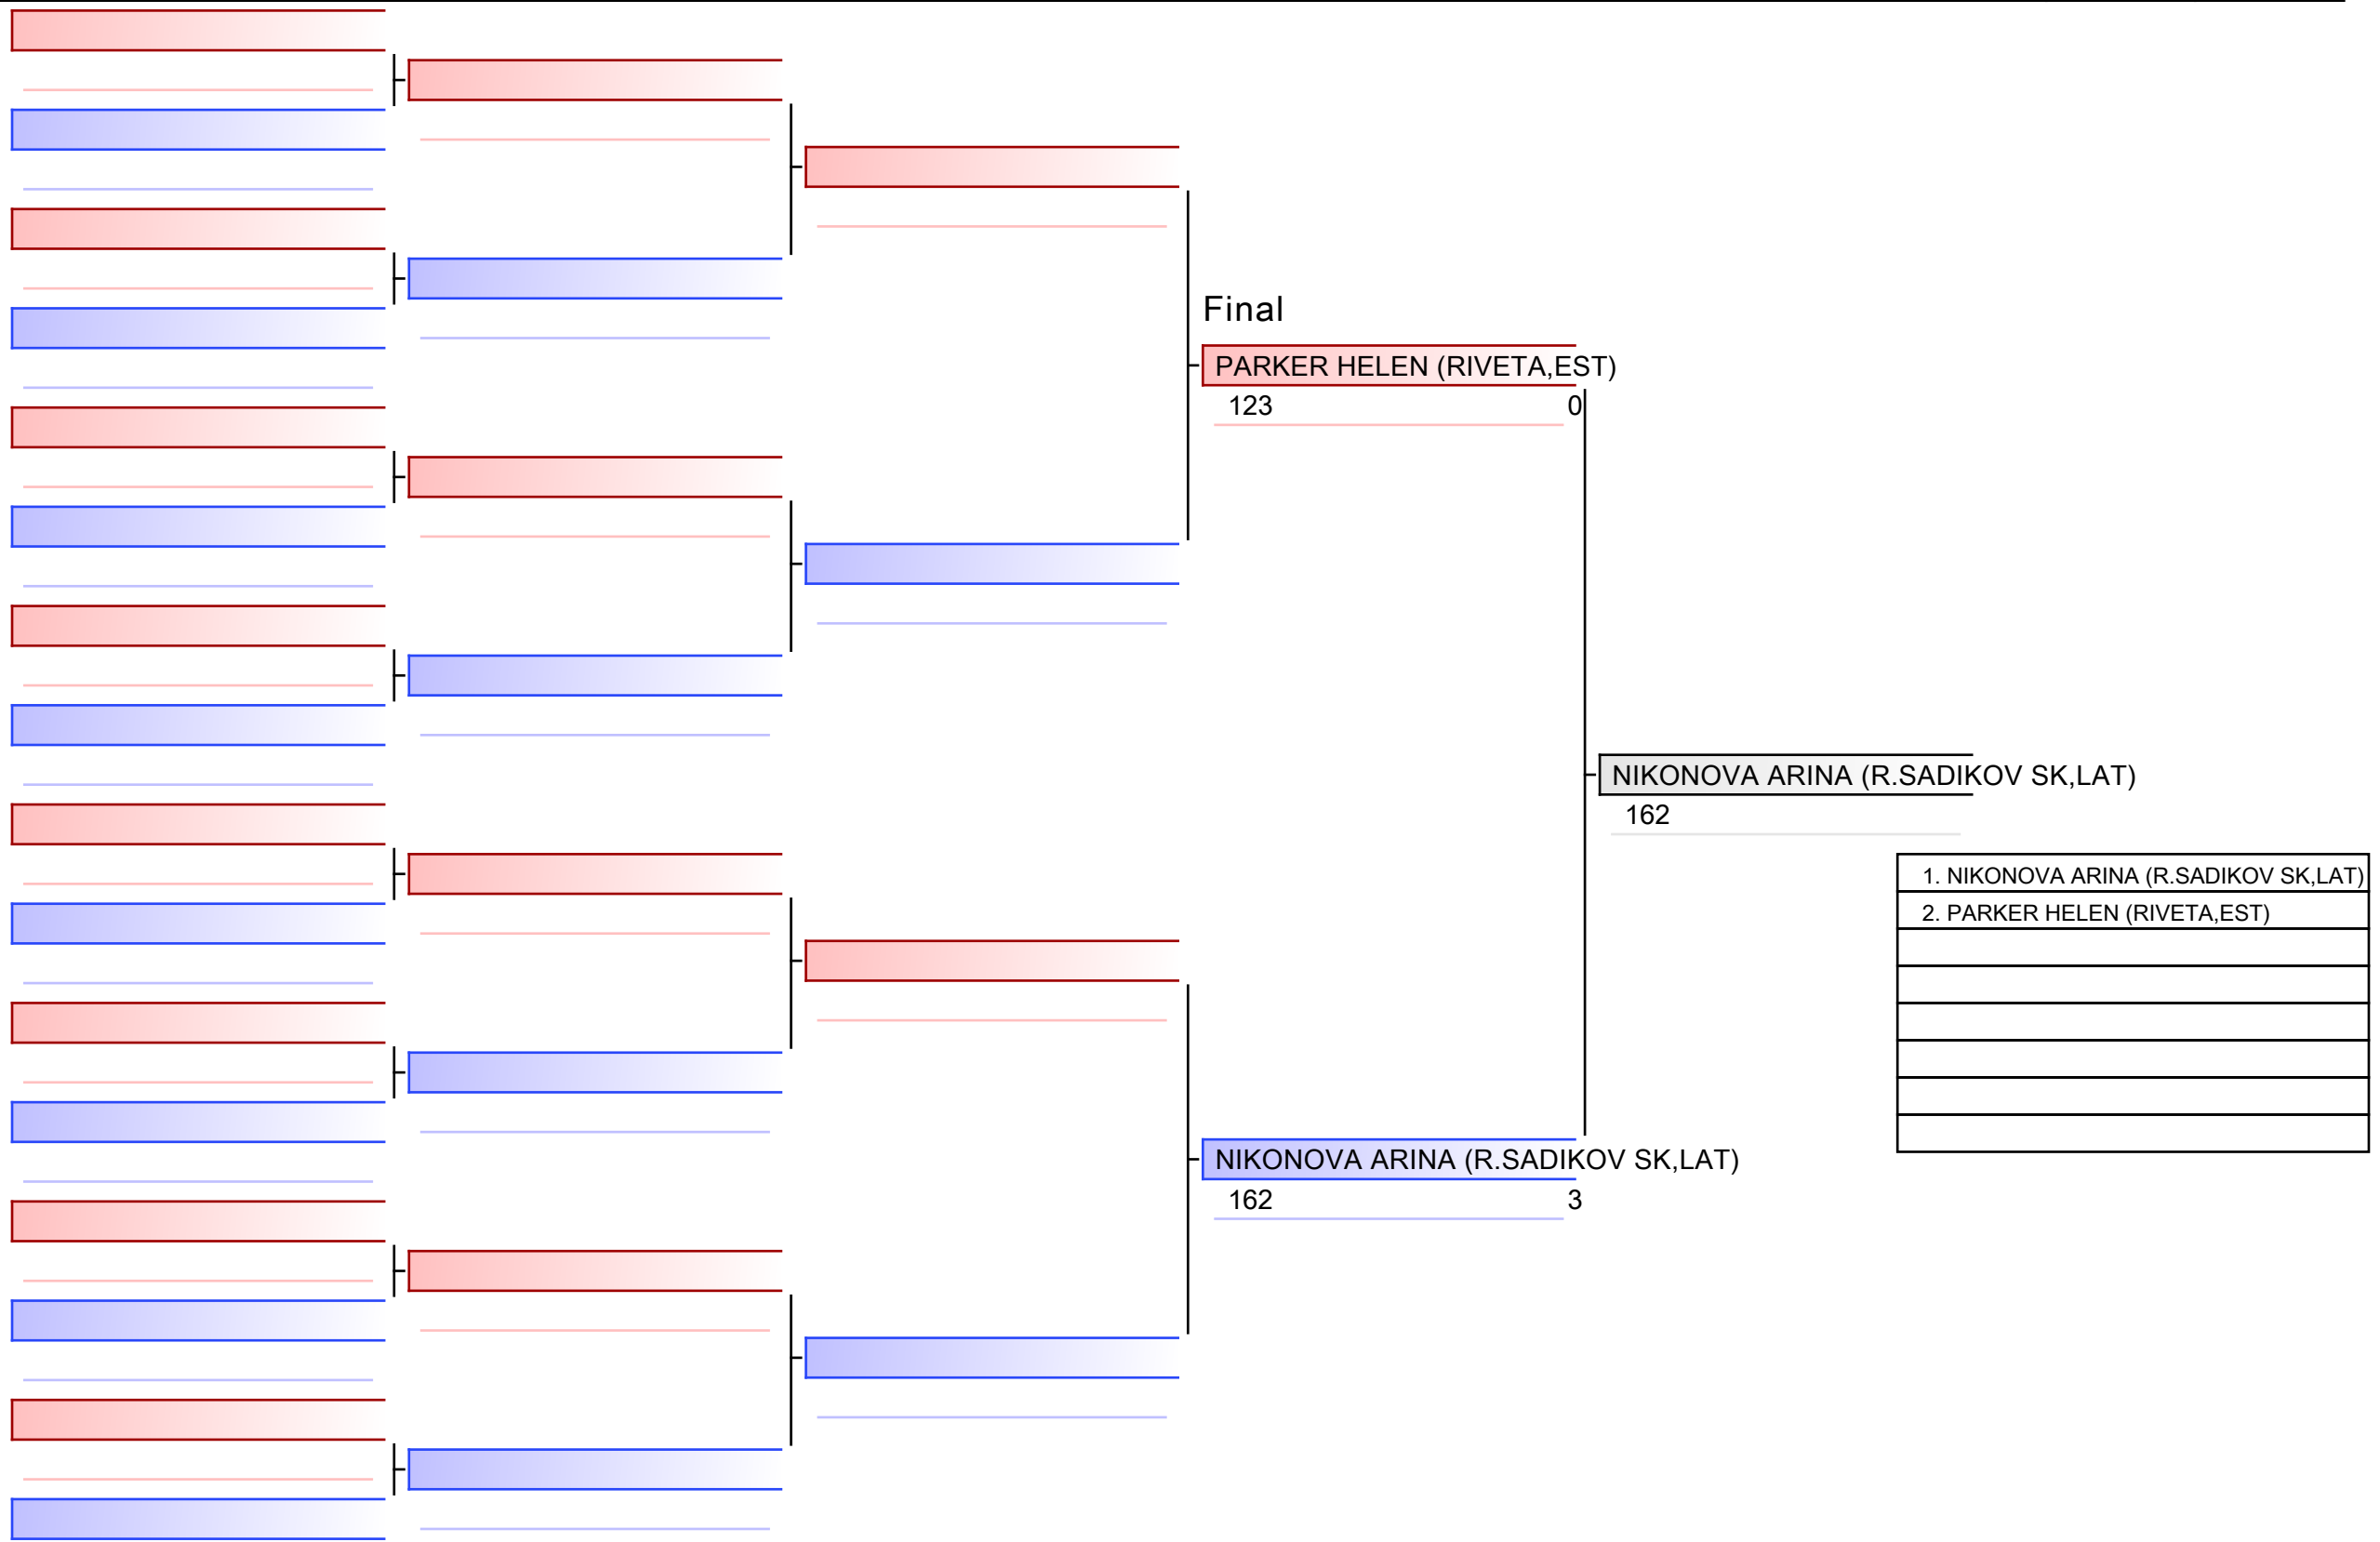 Final
PARKER HELEN (RIVETA,EST)
123 0
NIKONOVA ARINA (R.SADIKOV SK,LAT)
162
1. NIKONOVA ARINA (R.SADIKOV SK,LAT)
2. PARKER HELEN (RIVETA,EST)
NIKONOVA ARINA (R.SADIKOV SK,LAT)
162 3